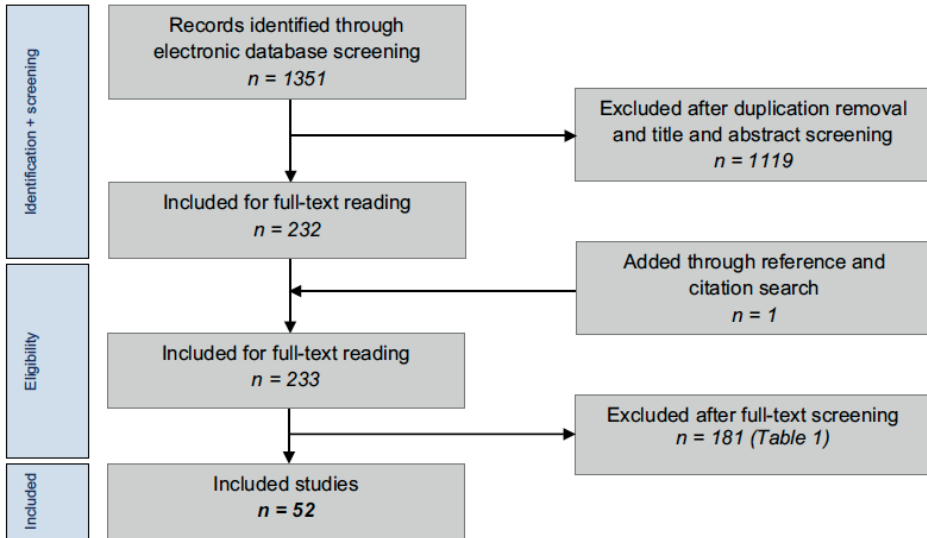 Identification + screening
Records identified through
electronic database screening
n = 1351
Excluded after duplication removal
and title and abstract screening
n = 1119
Included for full-text reading
n = 232
Eligibility
Added through reference and
citation search
n = 1
Included for full-text reading
n = 233
Excluded after full-text screening
n = 181 (Table 1)
Included
Included studies
n = 52